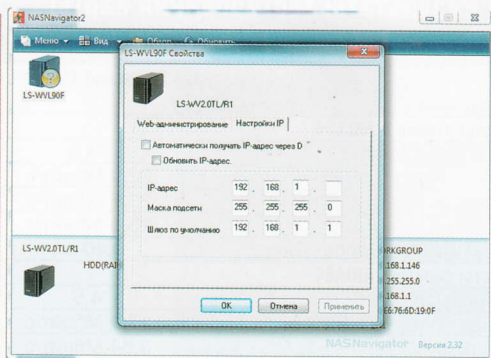 NASNavigator2
Меню Вид Обзор Обновить
LS-WVL90F Свойства
LS-WVL90F
LS-WV2.0TL/R1
Web-администрирование Настройки IP
Автоматически получать IP-адрес через D
Обновить IP-адрес.
IP-адрес 192 . 168 . 1 .
Маска подсети 255 . 255 . 255 . 0
Шлюз по умолчанию 192 . 168 . 1 . 1
LS-WV2.0TL/R1
HDD(RAI
RKGROUP
.168.1.146
.255.255.0
.168.1.1
E6:76:6D:19:0F
OK Отмена Применить
NASNavigator Версия 2.32